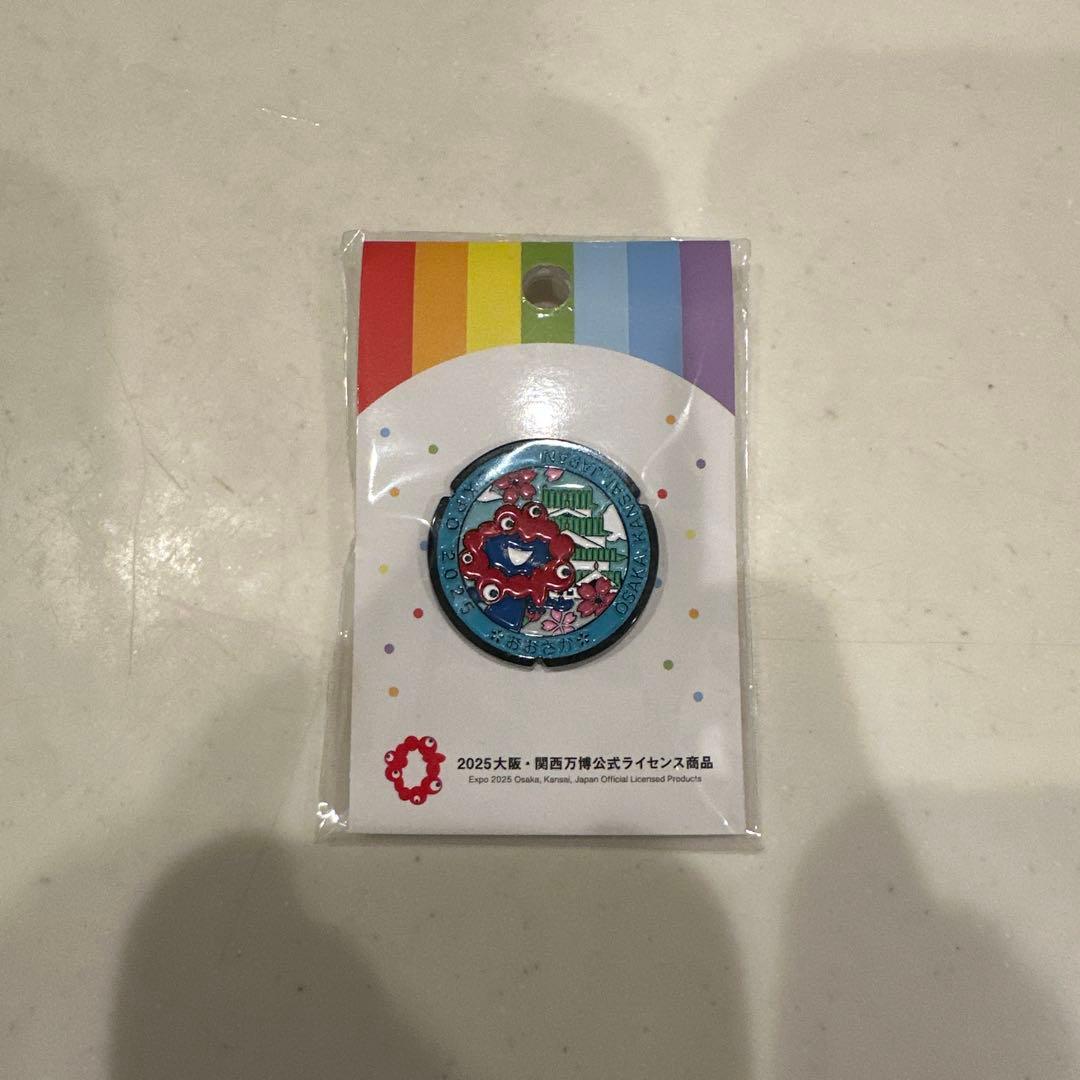 EXPO 2025
OSAKA, KANSAI, JAPAN
*おおさか*
2025大阪・関西万博公式ライセンス商品
Expo 2025 Osaka, Kansai, Japan Official Licensed Products